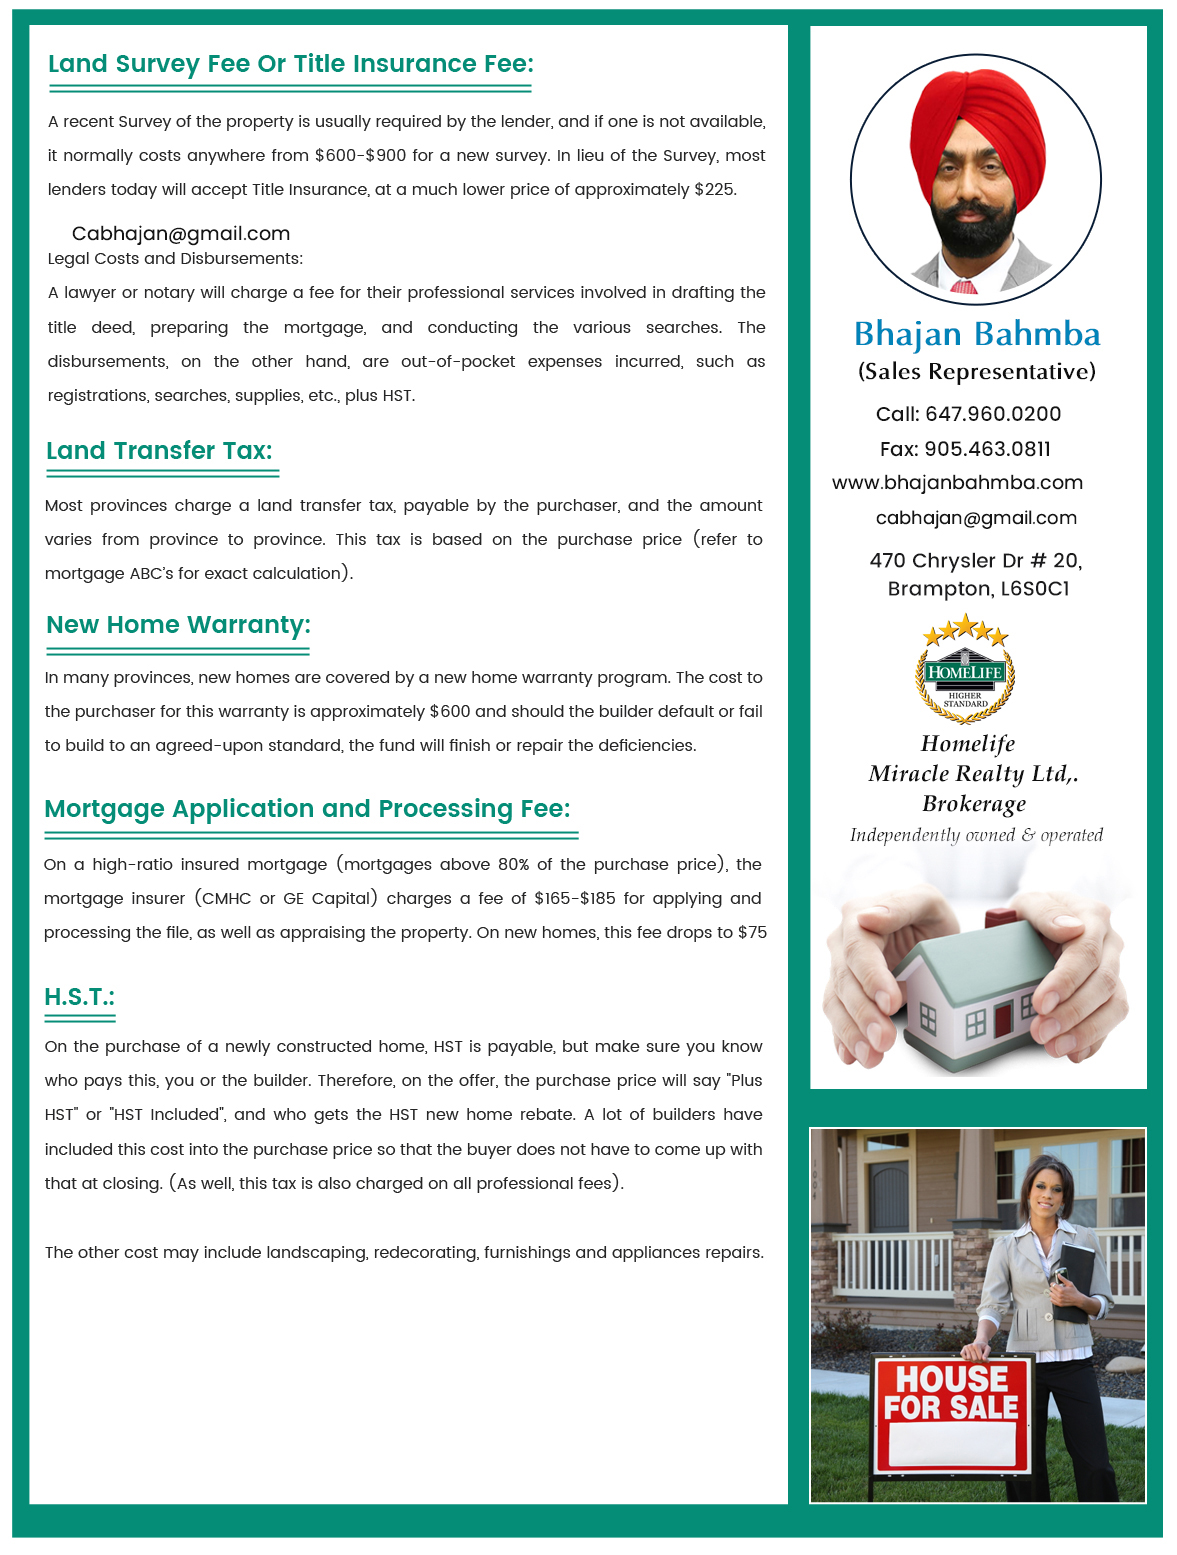 Land Survey Fee Or Title Insurance Fee:
A recent Survey of the property is usually required by the lender, and if one is not available,
it normally costs anywhere from $600-$900 for a new survey. In lieu of the Survey, most
lenders today will accept Title Insurance, at a much lower price of approximately $225.
Cabhajan@gmail.com
Legal Costs and Disbursements:
A lawyer or notary will charge a fee for their professional services involved in drafting the
title deed, preparing the mortgage, and conducting the various searches. The
disbursements, on the other hand, are out-of-pocket expenses incurred, such as
registrations, searches, supplies, etc., plus HST.
Land Transfer Tax:
Most provinces charge a land transfer tax, payable by the purchaser, and the amount
varies from province to province. This tax is based on the purchase price (refer to
mortgage ABC's for exact calculation).
New Home Warranty:
In many provinces, new homes are covered by a new home warranty program. The cost to
the purchaser for this warranty is approximately $600 and should the builder default or fail
to build to an agreed-upon standard, the fund will finish or repair the deficiencies.
Mortgage Application and Processing Fee:
On a high-ratio insured mortgage (mortgages above 80% of the purchase price), the
mortgage insurer (CMHC or GE Capital) charges a fee of $165-$185 for applying and
processing the file, as well as appraising the property. On new homes, this fee drops to $75
H.S.T.:
On the purchase of a newly constructed home, HST is payable, but make sure you know
who pays this, you or the builder. Therefore, on the offer, the purchase price will say "Plus
HST" or "HST Included", and who gets the HST new home rebate. A lot of builders have
included this cost into the purchase price so that the buyer does not have to come up with
that at closing. (As well, this tax is also charged on all professional fees).
The other cost may include landscaping, redecorating, furnishings and appliances repairs.
Bhajan Bahmba
(Sales Representative)
Call: 647.960.0200
Fax: 905.463.0811
www.bhajanbahmba.com
cabhajan@gmail.com
470 Chrysler Dr # 20,
Brampton, L6S0C1
HOMELIFE
HIGHER
STANDARD
Homelife
Miracle Realty Ltd,.
Brokerage
Independently owned & operated
1004
HOUSE
FOR SALE